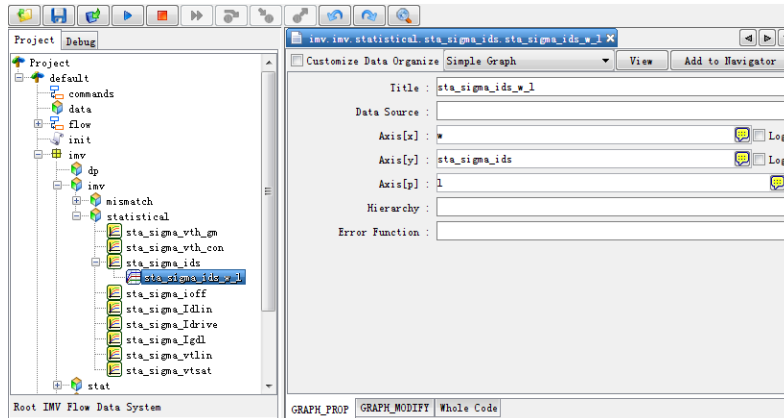 Project Debug
Project
default
commands
data
flow
init
imv
dp
imv
mismatch
statistical
sta_sigma_vth_gm
sta_sigma_vth_con
sta_sigma_ids
sta_sigma_ids_w_l
sta_sigma_ioff
sta_sigma_Idlin
sta_sigma_Idrive
sta_sigma_Igdl
sta_sigma_vtlin
sta_sigma_vtsat
stat
Root IMV Flow Data System
imv.imv.statistical.sta_sigma_ids.sta_sigma_ids_w_l
Customize Data Organize Simple Graph View Add to Navigator
Title : sta_sigma_ids_w_l
Data Source :
Axis[x] : w Log
Axis[y] : sta_sigma_ids Log
Axis[p] : l
Hierarchy :
Error Function :
GRAPH_PROP GRAPH_MODIFY Whole Code